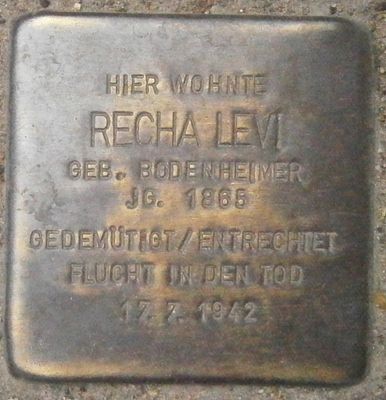 HIER WOHNTE
RECHA LEVI
GEB. BODENHEIMER
JG. 1865
GEDEMÜTIGT/ENTRECHTET
FLUCHT IN DEN TOD
17. 7. 1942